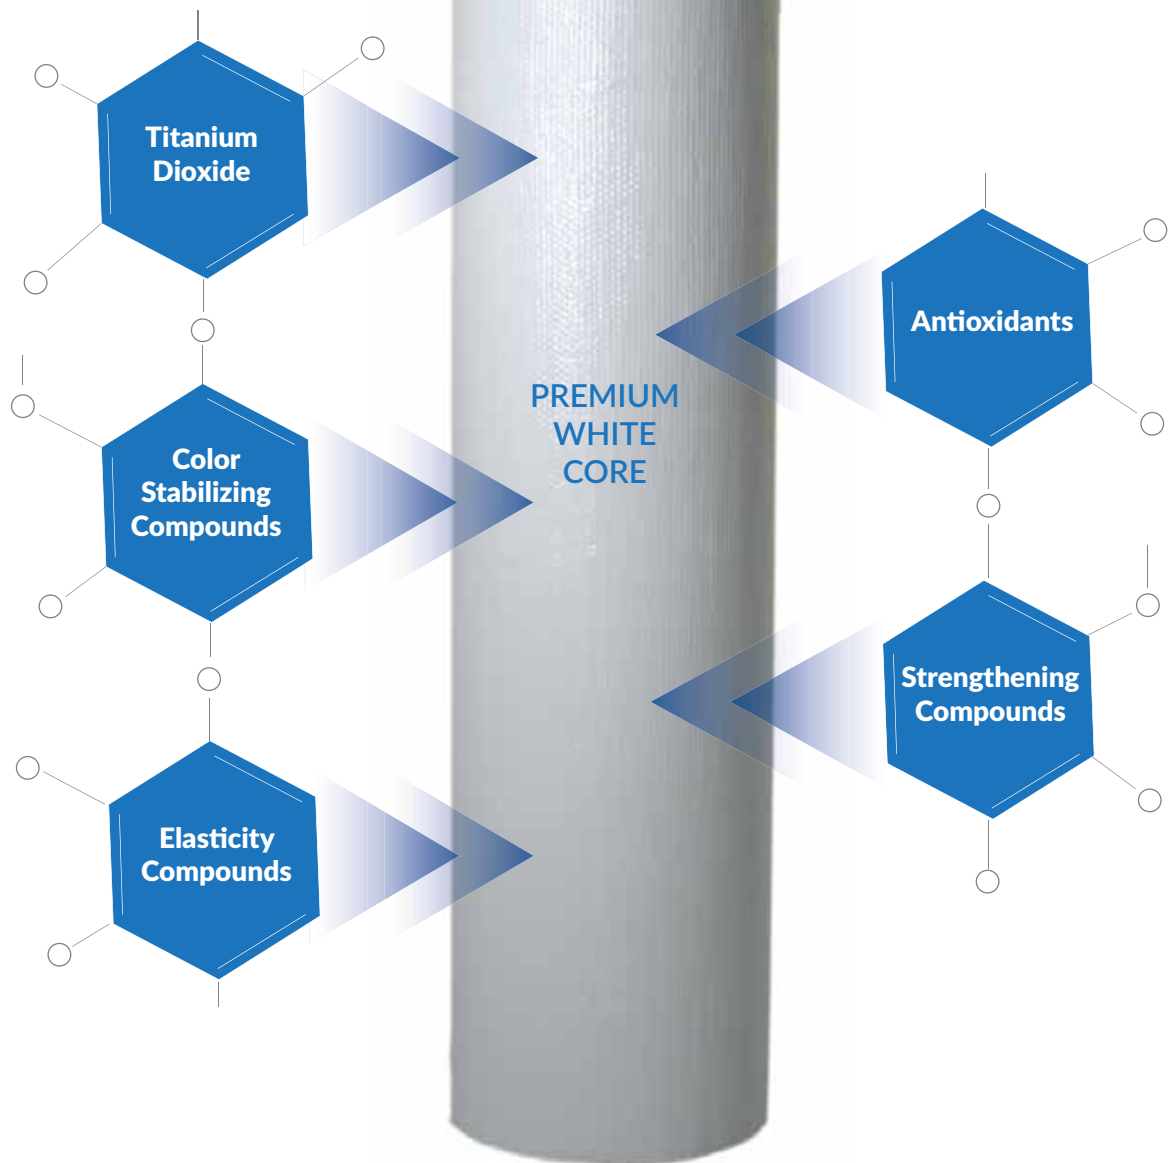 Titanium
Dioxide
Antioxidants
PREMIUM
WHITE
CORE
Color
Stabilizing
Compounds
Strengthening
Compounds
Elasticity
Compounds